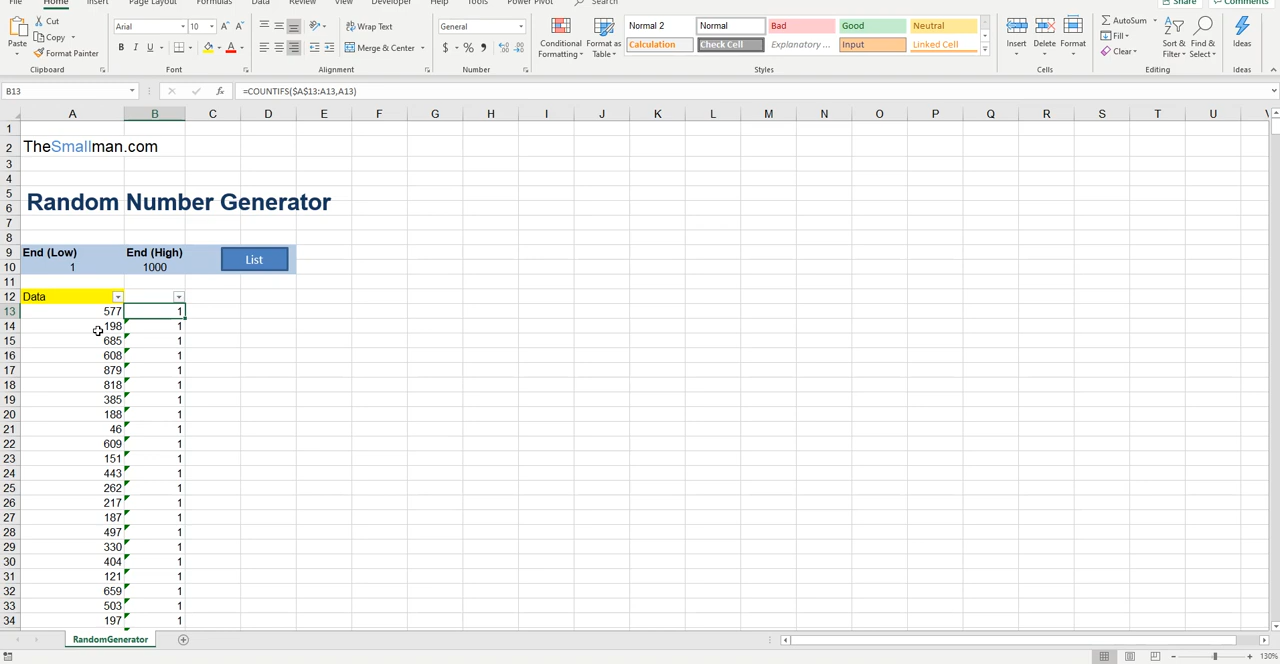 File Home Insert Page Layout Formulas Data Review View Developer Help Tools Power Pivot Search Share Comments
Paste Cut Copy Format Painter Clipboard
Arial 10 A A B I U A Font
Wrap Text Merge & Center Alignment
General $ % Number
Conditional Formatting Format as Table
Normal 2 Normal Bad Good Neutral
Calculation Check Cell Explanatory ... Input Linked Cell
Styles
Insert Delete Format Cells
AutoSum Fill Clear Sort & Filter Find & Select Editing
Ideas Ideas
B13 fx =COUNTIFS($A$13:A13,A13)
A B C D E F G H I J K L M N O P Q R S T U V
1
2 TheSmallman.com
3
4
5
6 Random Number Generator
7
8
9 End (Low) End (High) List
10 1 1000
11
12 Data
13 577 1
14 198 1
15 685 1
16 608 1
17 879 1
18 818 1
19 385 1
20 188 1
21 46 1
22 609 1
23 151 1
24 443 1
25 262 1
26 217 1
27 187 1
28 497 1
29 330 1
30 404 1
31 121 1
32 659 1
33 503 1
34 197 1
RandomGenerator
130%